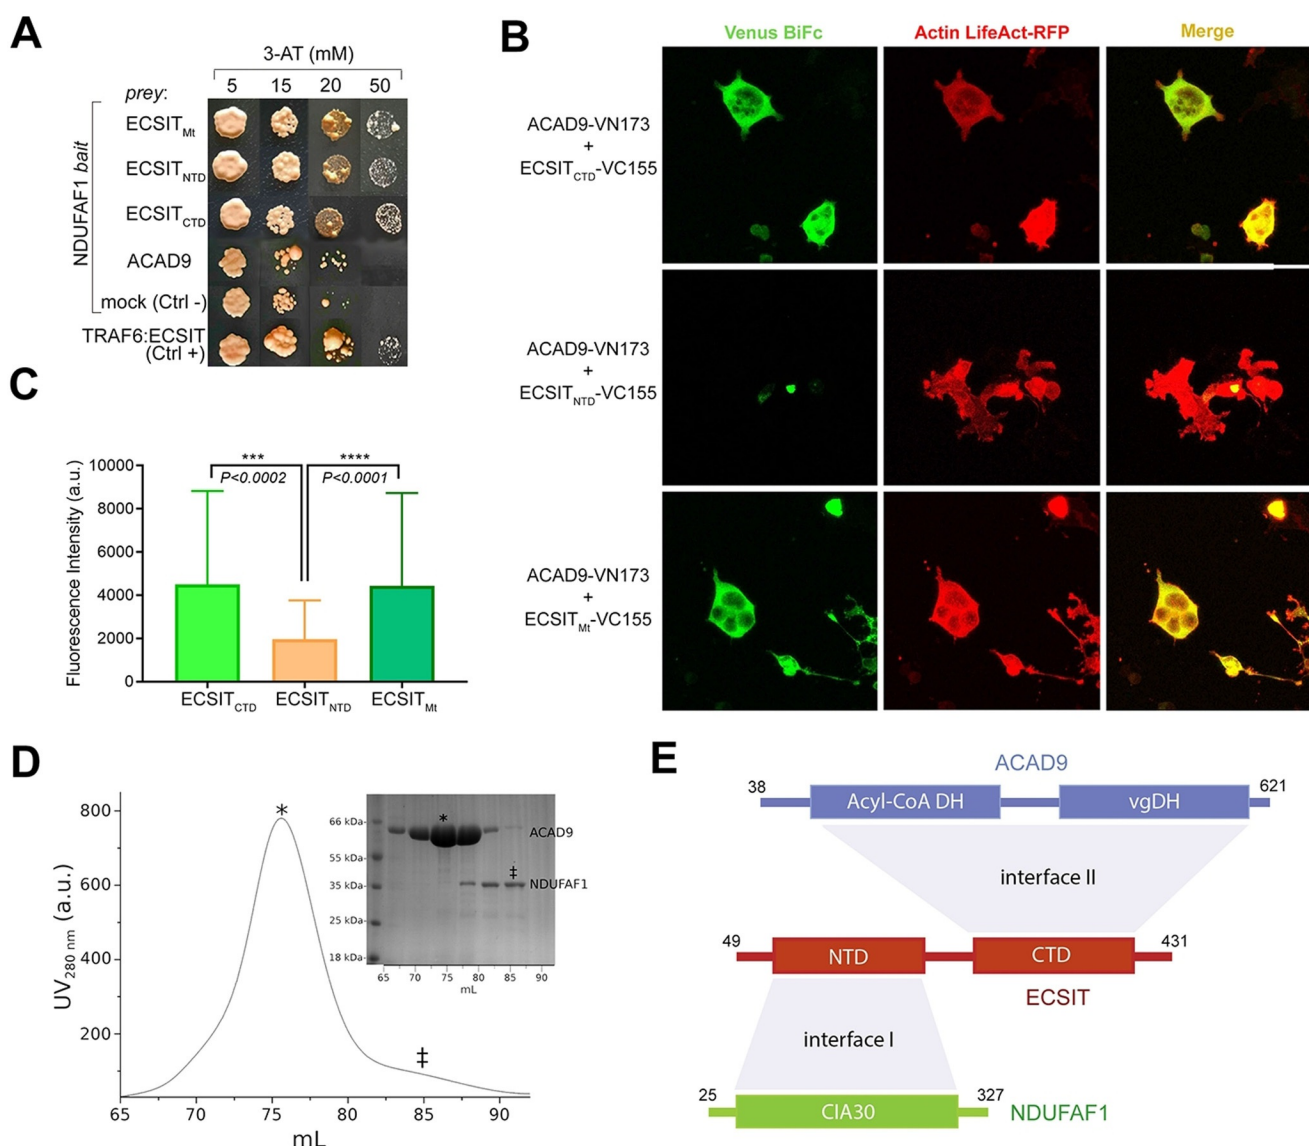 A
3-AT (mM)
prey:
5 15 20 50
NDUFAF1 bait
ECSITMt
ECSITNTD
ECSITCTD
ACAD9
mock (Ctrl -)
TRAF6:ECSIT
(Ctrl +)
B
Venus BiFc
Actin LifeAct-RFP
Merge
ACAD9-VN173
+
ECSITCTD-VC155
ACAD9-VN173
+
ECSITNTD-VC155
ACAD9-VN173
+
ECSITMt-VC155
C
Fluorescence Intensity (a.u.)
10000
8000
6000
4000
2000
0
***
P<0.0002
****
P<0.0001
ECSITCTD
ECSITNTD
ECSITMt
D
UV280 nm (a.u.)
800
600
400
200
65 70 75 80 85 90
mL
*
‡
66 kDa
55 kDa
35 kDa
25 kDa
18 kDa
*
‡
ACAD9
NDUFAF1
65 70 75 80 85 90
mL
E
ACAD9
38
Acyl-CoA DH
vgDH
621
interface II
49
NTD
CTD
431
ECSIT
interface I
25
CIA30
327
NDUFAF1